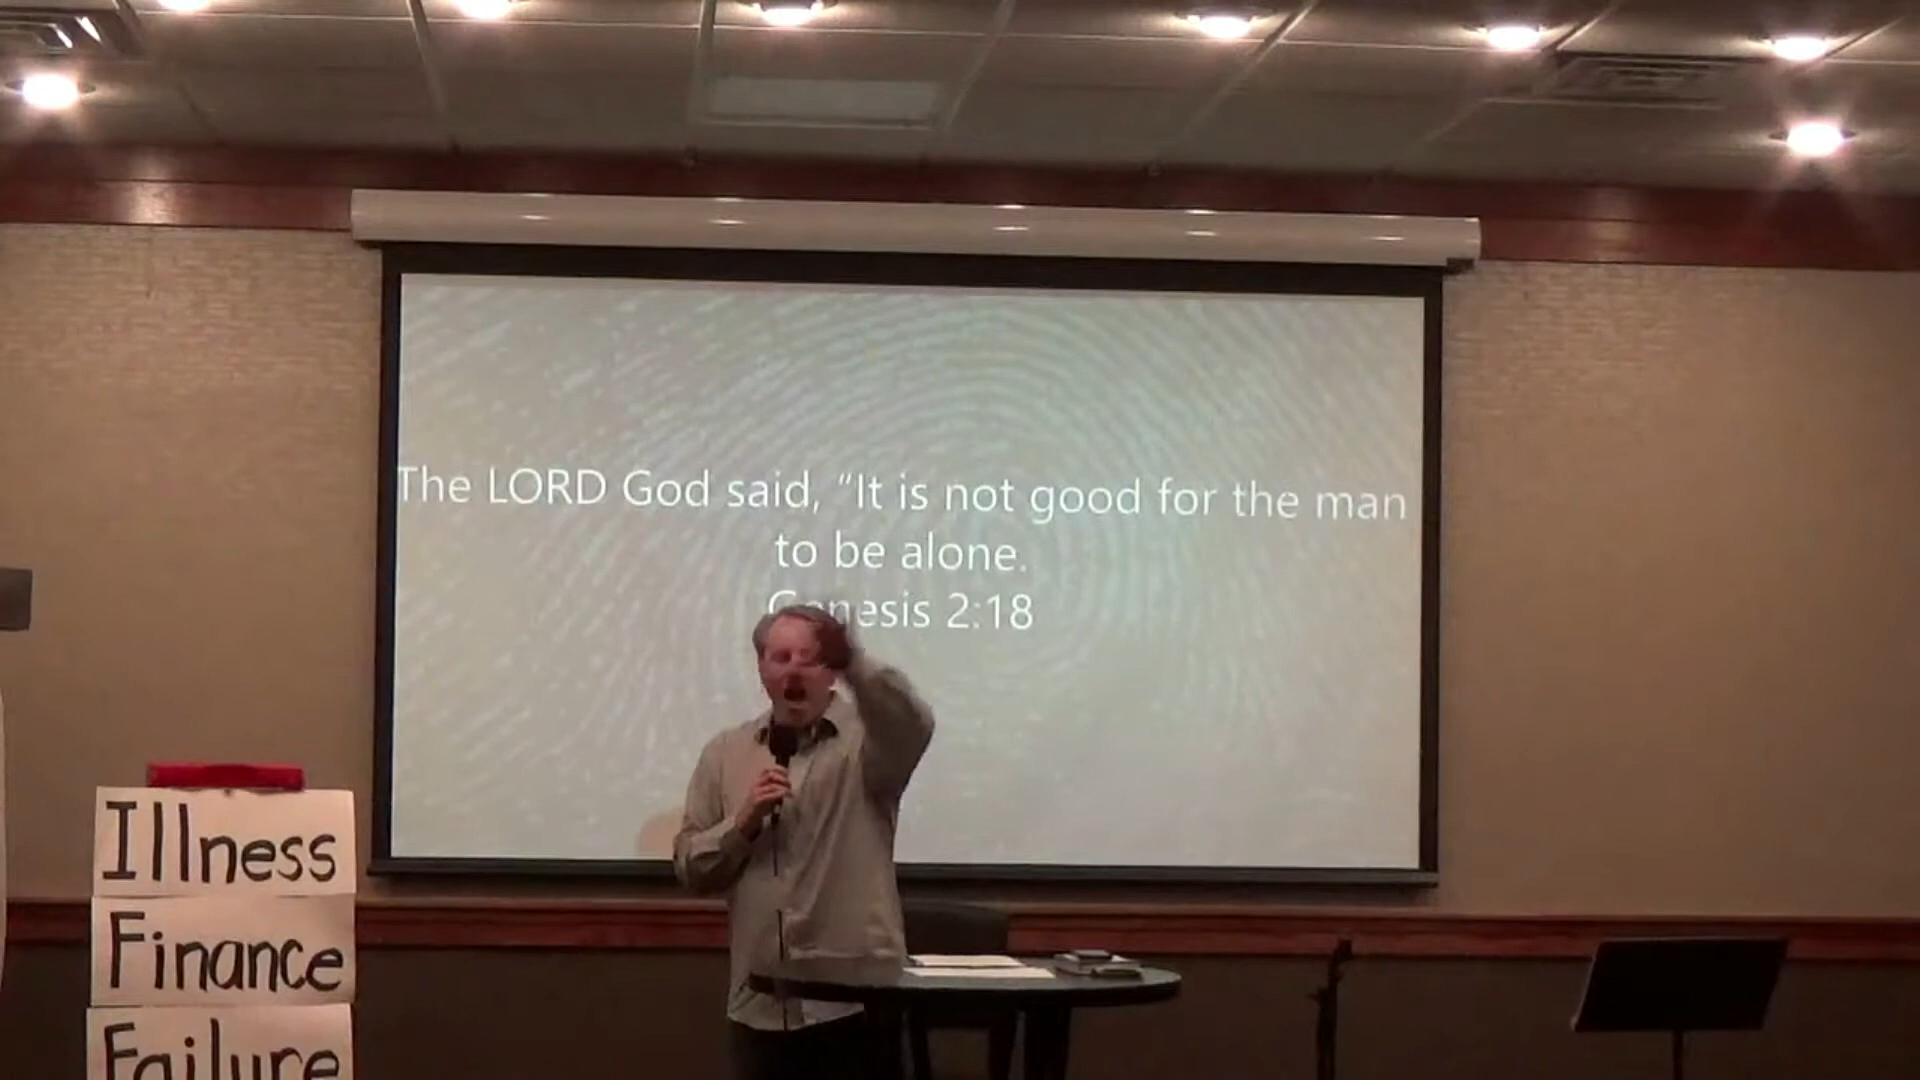 The LORD God said, “It is not good for the man
to be alone.
Genesis 2:18
Illness
Finance
Failure